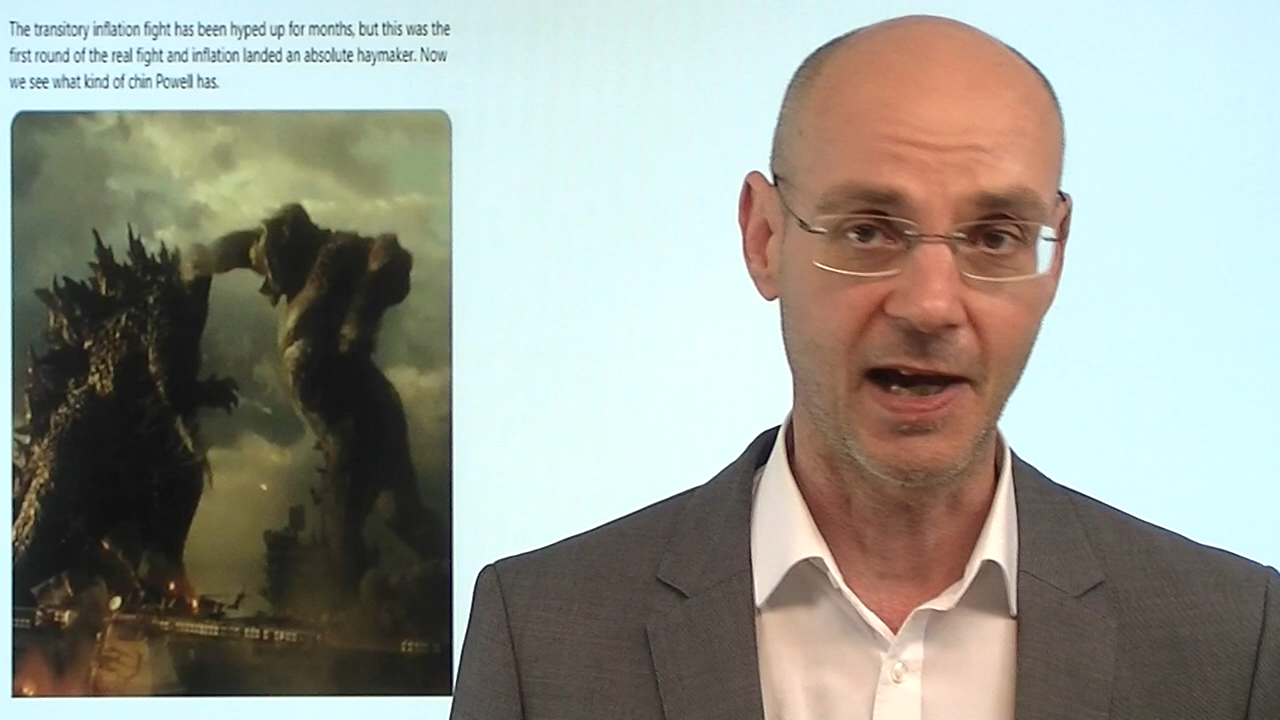 The transitory inflation fight has been hyped up for months, but this was the
first round of the real fight and inflation landed an absolute haymaker. Now
we see what kind of chin Powell has.